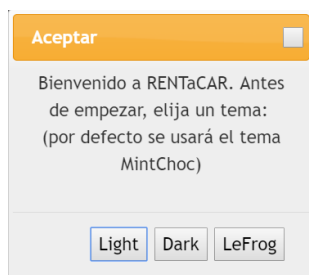 Aceptar
Bienvenido a RENTaCAR. Antes
de empezar, elija un tema:
(por defecto se usará el tema
MintChoc)
Light Dark LeFrog